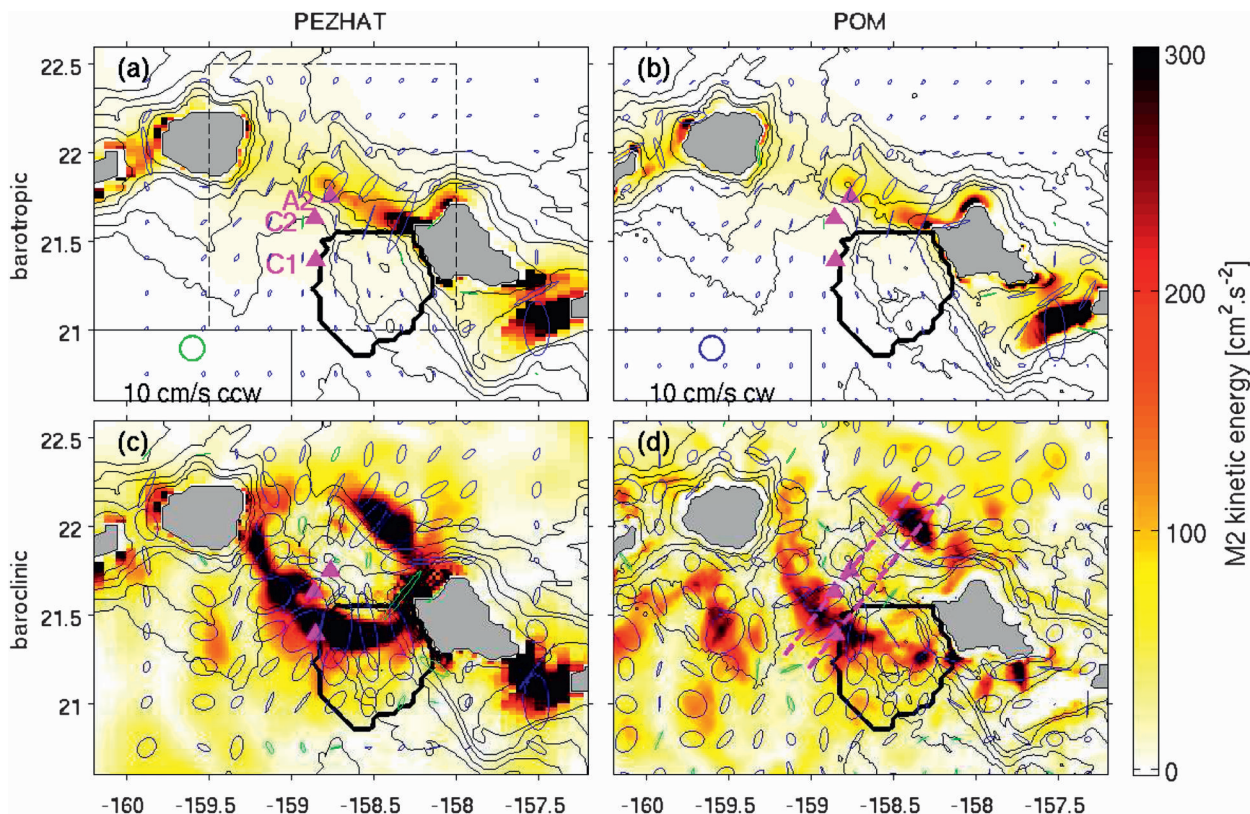 PEZHAT
POM
barotropic
22.5
22
21.5
21
(a)
A2
C2
C1
10 cm/s ccw
(b)
10 cm/s cw
baroclinic
22.5
22
21.5
21
(c)
(d)
-160
-159.5
-159
-158.5
-158
-157.5
-160
-159.5
-159
-158.5
-158
-157.5
300
200
100
0
M2 kinetic energy [cm².s⁻²]